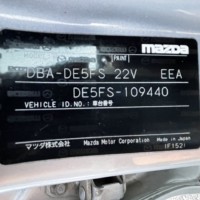 mazda
PAINT
DBA-DE5FS 22V EEA
DE5FS-109440
VEHICLE ID.NO.: 車台番号
マツダ株式会社 Mazda Motor Corporation Made in Japan
(F152)